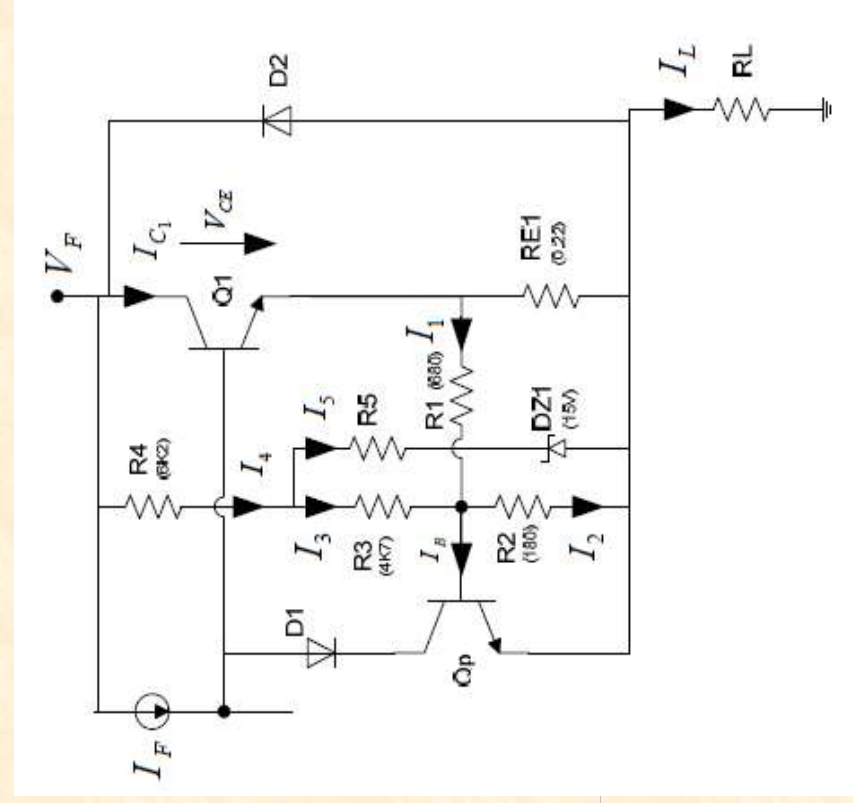 V_F
D2
I_L
RL
I_C1
V_CE
Q1
RE1
(0.22)
I_1
R1 (680)
R4
(6K2)
I_4
I_5
R5
DZ1
(15V)
I_3
R3
(4K7)
I_B
R2
(180)
I_2
D1
Qp
I_F